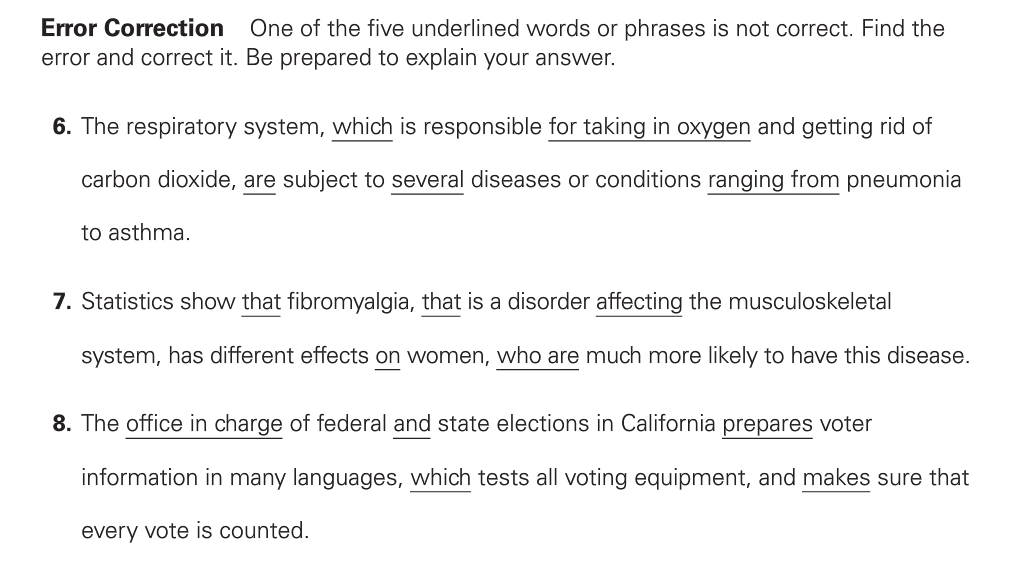 Error Correction One of the five underlined words or phrases is not correct. Find the
error and correct it. Be prepared to explain your answer.
6. The respiratory system, which is responsible for taking in oxygen and getting rid of
carbon dioxide, are subject to several diseases or conditions ranging from pneumonia
to asthma.
7. Statistics show that fibromyalgia, that is a disorder affecting the musculoskeletal
system, has different effects on women, who are much more likely to have this disease.
8. The office in charge of federal and state elections in California prepares voter
information in many languages, which tests all voting equipment, and makes sure that
every vote is counted.